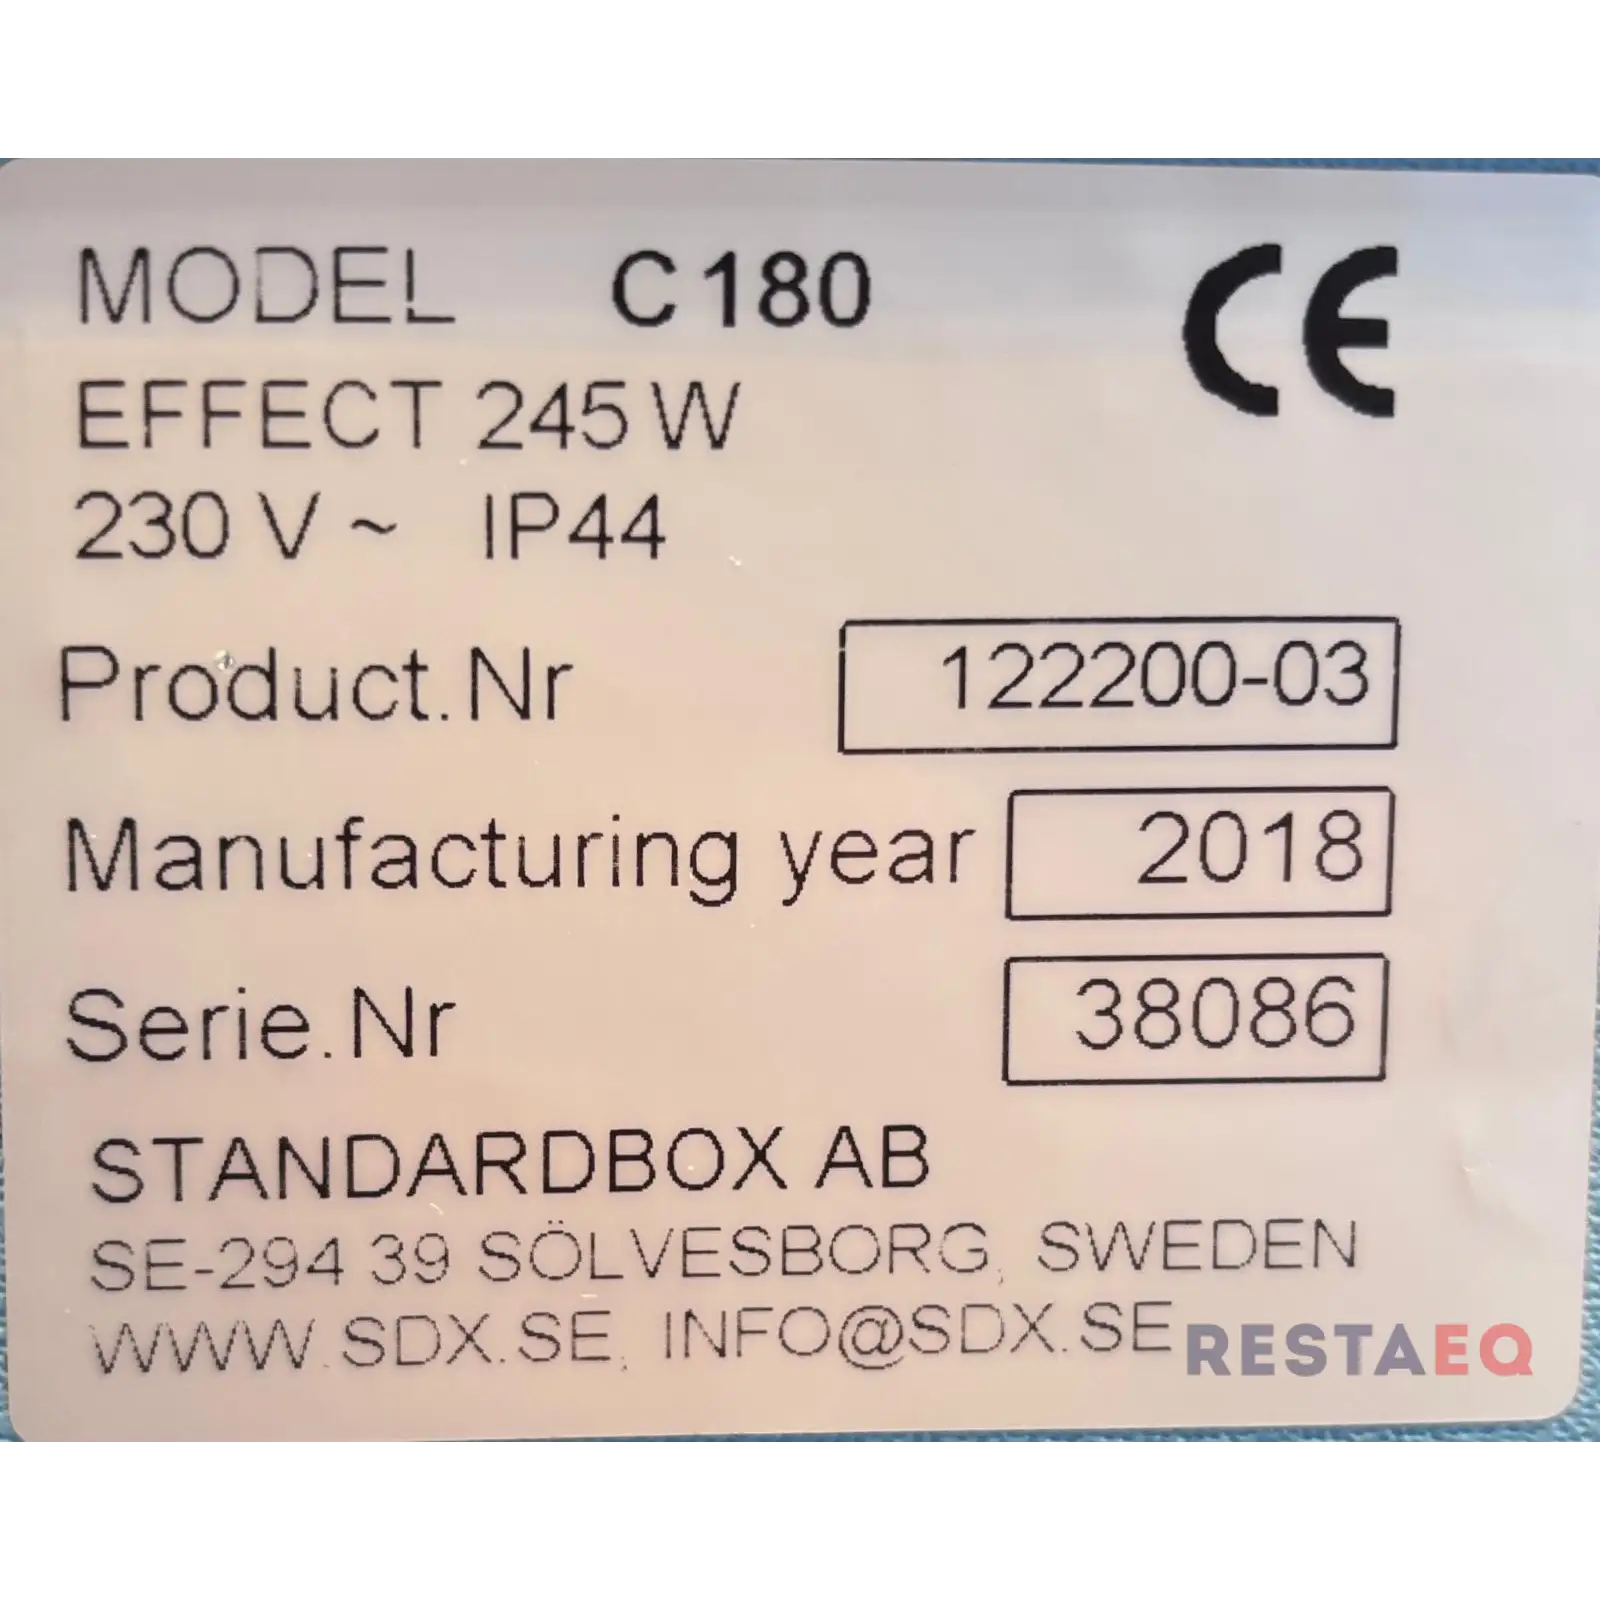 MODEL C180 CE
EFFECT 245 W
230 V ~ IP44
Product.Nr 122200-03
Manufacturing year 2018
Serie.Nr 38086
STANDARDBOX AB
SE-294 39 SÖLVESBORG, SWEDEN
WWW.SDX.SE, INFO@SDX.SE
RESTAEQ